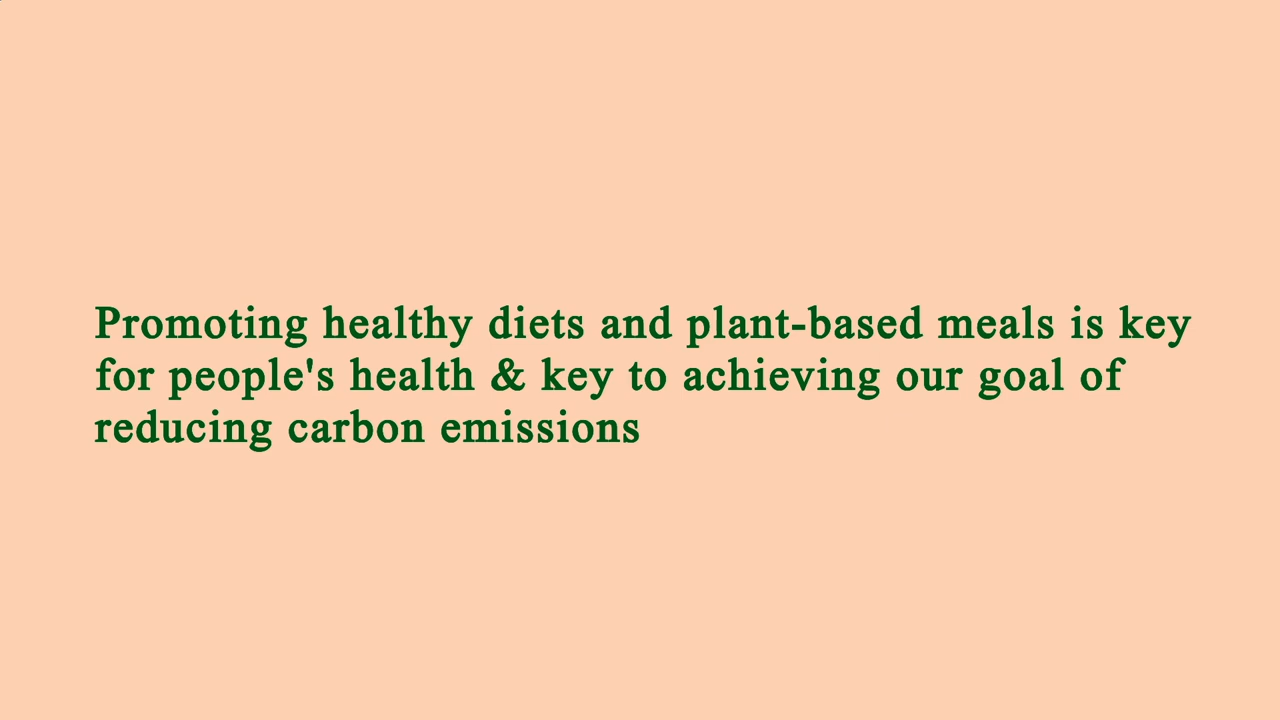 Promoting healthy diets and plant-based meals is key
for people's health & key to achieving our goal of
reducing carbon emissions